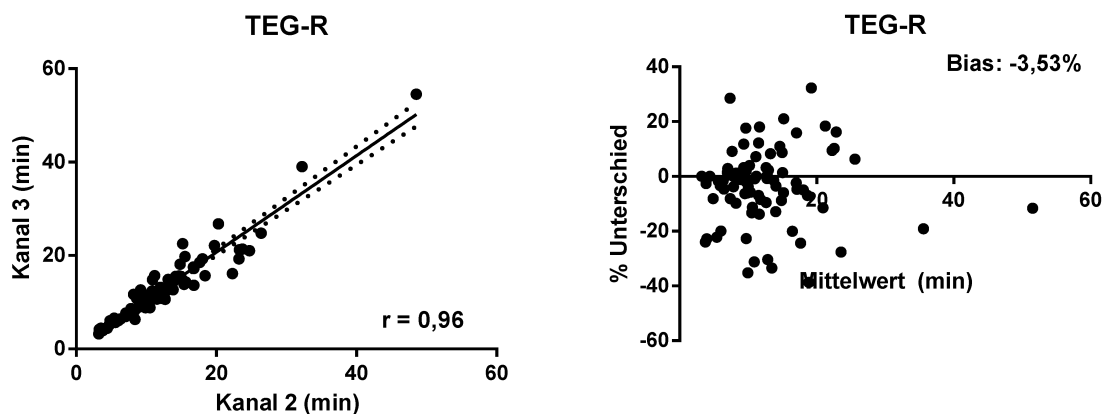 TEG-R
60
40
20
0
Kanal 3 (min)
r = 0,96
0 20 40 60
Kanal 2 (min)
TEG-R
Bias: -3,53%
40
20
0
-20
-40
-60
% Unterschied
20 40 60
Mittelwert (min)